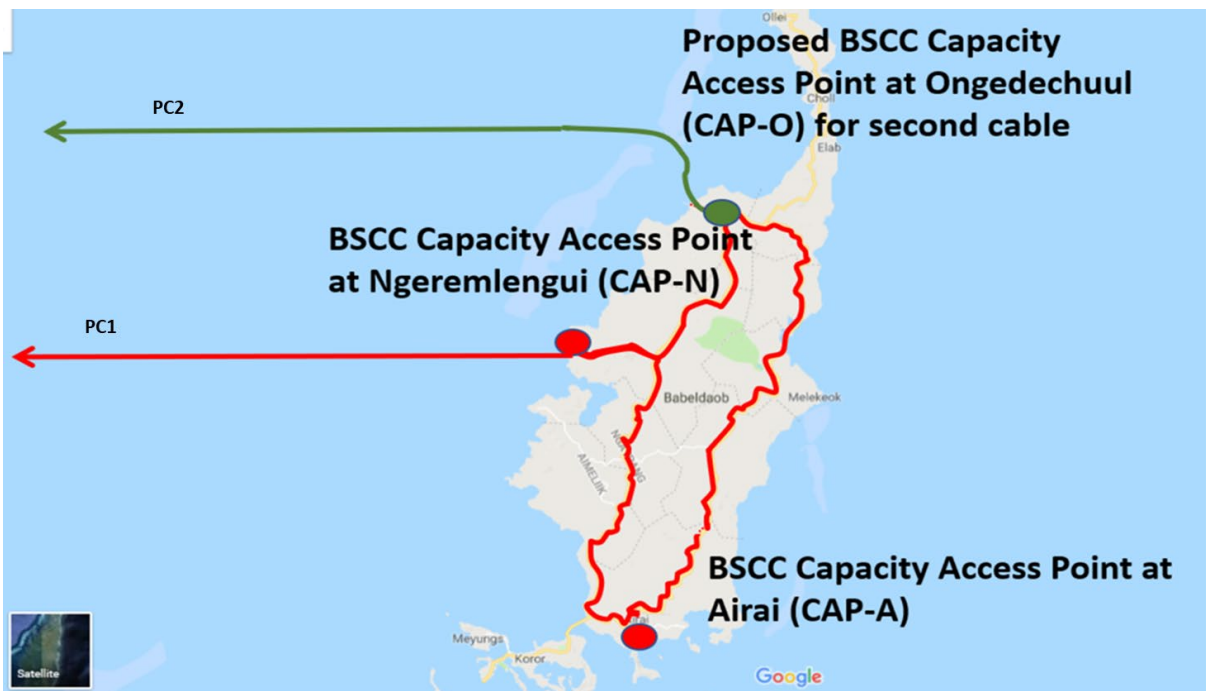 Ollei
Proposed BSCC Capacity
Access Point at Ongedechuul
(CAP-O) for second cable
Choll
Elab
PC2
BSCC Capacity Access Point
at Ngeremlengui (CAP-N)
PC1
Babeldaob
Melekeok
AIMELIIK
BSCC Capacity Access Point at
Airai (CAP-A)
Meyungs
Koror
Satellite
Google